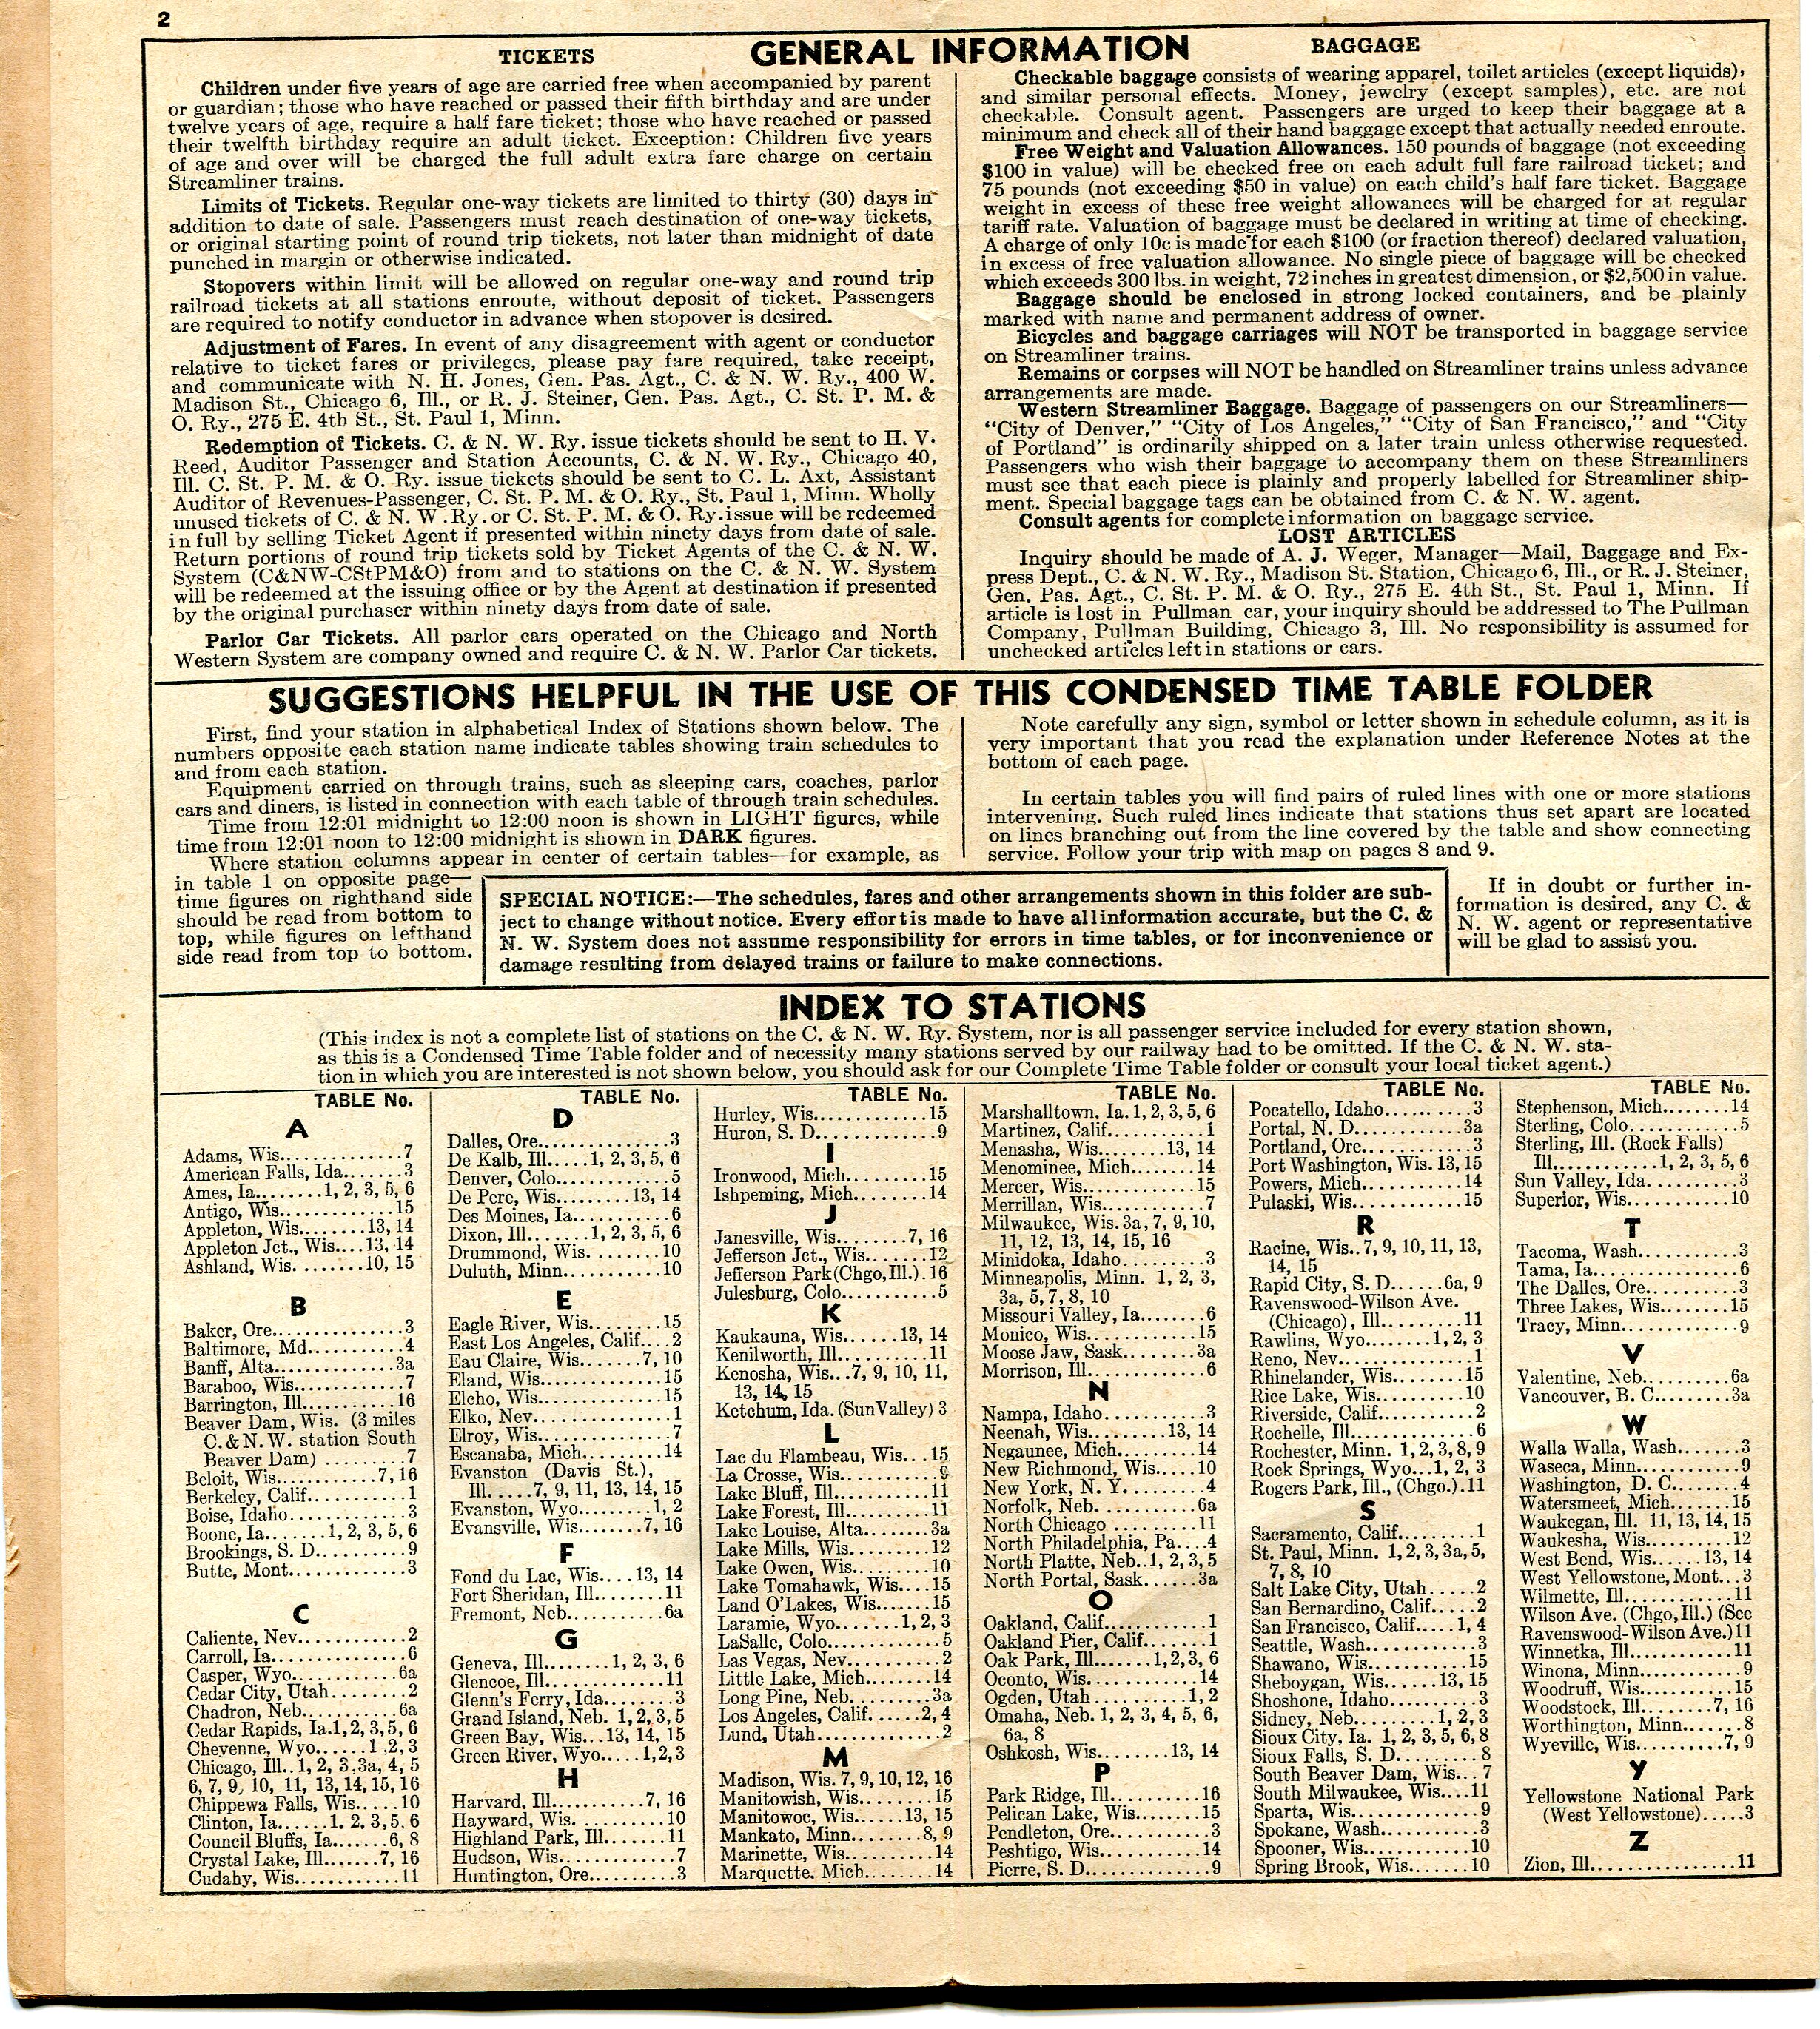 2
GENERAL INFORMATION
TICKETS
Children under five years of age are carried free when accompanied by parent
or guardian; those who have reached or passed their fifth birthday and are under
twelve years of age, require a half fare ticket; those who have reached or passed
their twelfth birthday require an adult ticket. Exception: Children five years
of age and over will be charged the full adult extra fare charge on certain
Streamliner trains.
Limits of Tickets. Regular one-way tickets are limited to thirty (30) days in
addition to date of sale. Passengers must reach destination of one-way tickets,
or original starting point of round trip tickets, not later than midnight of date
punched in margin or otherwise indicated.
Stopovers within limit will be allowed on regular one-way and round trip
railroad tickets at all stations enroute, without deposit of ticket. Passengers
are required to notify conductor in advance when stopover is desired.
Adjustment of Fares. In event of any disagreement with agent or conductor
relative to ticket fares or privileges, please pay fare required, take receipt,
and communicate with N. H. Jones, Gen. Pas. Agt., C. & N. W. Ry., 400 W.
Madison St., Chicago 6, Ill., or R. J. Steiner, Gen. Pas. Agt., C. St. P. M. &
O. Ry., 275 E. 4th St., St. Paul 1, Minn.
Redemption of Tickets. C. & N. W. Ry. issue tickets should be sent to H. V.
Reed, Auditor Passenger and Station Accounts, C. & N. W. Ry., Chicago 40,
Ill. C. St. P. M. & O. Ry. issue tickets should be sent to C. L. Axt, Assistant
Auditor of Revenues-Passenger, C. St. P. M. & O. Ry., St. Paul 1, Minn. Wholly
unused tickets of C. & N. W. Ry. or C. St. P. M. & O. Ry. issue will be redeemed
in full by selling Ticket Agent if presented within ninety days from date of sale.
Return portions of round trip tickets sold by Ticket Agents of the C. & N. W.
System (C&NW-CStPM&O) from and to stations on the C. & N. W. System
will be redeemed at the issuing office or by the Agent at destination if presented
by the original purchaser within ninety days from date of sale.
Parlor Car Tickets. All parlor cars operated on the Chicago and North
Western System are company owned and require C. & N. W. Parlor Car tickets.
BAGGAGE
Checkable baggage consists of wearing apparel, toilet articles (except liquids),
and similar personal effects. Money, jewelry (except samples), etc. are not
checkable. Consult agent. Passengers are urged to keep their baggage at a
minimum and check all of their hand baggage except that actually needed enroute.
Free Weight and Valuation Allowances. 150 pounds of baggage (not exceeding
$100 in value) will be checked free on each adult full fare railroad ticket; and
75 pounds (not exceeding $50 in value) on each child's half fare ticket. Baggage
weight in excess of these free weight allowances will be charged for at regular
tariff rate. Valuation of baggage must be declared in writing at time of checking.
A charge of only 10c is made for each $100 (or fraction thereof) declared valuation,
in excess of free valuation allowance. No single piece of baggage will be checked
which exceeds 300 lbs. in weight, 72 inches in greatest dimension, or $2,500 in value.
Baggage should be enclosed in strong locked containers, and be plainly
marked with name and permanent address of owner.
Bicycles and baggage carriages will NOT be transported in baggage service
on Streamliner trains.
Remains or corpses will NOT be handled on Streamliner trains unless advance
arrangements are made.
Western Streamliner Baggage. Baggage of passengers on our Streamliners—
"City of Denver," "City of Los Angeles," "City of San Francisco," and "City
of Portland" is ordinarily shipped on a later train unless otherwise requested.
Passengers who wish their baggage to accompany them on these Streamliners
must see that each piece is plainly and properly labelled for Streamliner ship-
ment. Special baggage tags can be obtained from C. & N. W. agent.
Consult agents for complete information on baggage service.
LOST ARTICLES
Inquiry should be made of A. J. Weger, Manager—Mail, Baggage and Ex-
press Dept., C. & N. W. Ry., Madison St. Station, Chicago 6, Ill., or R. J. Steiner,
Gen. Pas. Agt., C. St. P. M. & O. Ry., 275 E. 4th St., St. Paul 1, Minn. If
article is lost in Pullman car, your inquiry should be addressed to The Pullman
Company, Pullman Building, Chicago 3, Ill. No responsibility is assumed for
unchecked articles left in stations or cars.
SUGGESTIONS HELPFUL IN THE USE OF THIS CONDENSED TIME TABLE FOLDER
First, find your station in alphabetical Index of Stations shown below. The
numbers opposite each station name indicate tables showing train schedules to
and from each station.
Equipment carried on through trains, such as sleeping cars, coaches, parlor
cars and diners, is listed in connection with each table of through train schedules.
Time from 12:01 midnight to 12:00 noon is shown in LIGHT figures, while
time from 12:01 noon to 12:00 midnight is shown in DARK figures.
Where station columns appear in center of certain tables—for example, as
in table 1 on opposite page—
time figures on righthand side
should be read from bottom to
top, while figures on lefthand
side read from top to bottom.
Note carefully any sign, symbol or letter shown in schedule column, as it is
very important that you read the explanation under Reference Notes at the
bottom of each page.
In certain tables you will find pairs of ruled lines with one or more stations
intervening. Such ruled lines indicate that stations thus set apart are located
on lines branching out from the line covered by the table and show connecting
service. Follow your trip with map on pages 8 and 9.
SPECIAL NOTICE:—The schedules, fares and other arrangements shown in this folder are sub-
ject to change without notice. Every effort is made to have all information accurate, but the C. &
N. W. System does not assume responsibility for errors in time tables, or for inconvenience or
damage resulting from delayed trains or failure to make connections.
If in doubt or further in-
formation is desired, any C. &
N. W. agent or representative
will be glad to assist you.
INDEX TO STATIONS
(This index is not a complete list of stations on the C. & N. W. Ry. System, nor is all passenger service included for every station shown,
as this is a Condensed Time Table folder and of necessity many stations served by our railway had to be omitted. If the C. & N. W. sta-
tion in which you are interested is not shown below, you should ask for our Complete Time Table folder or consult your local ticket agent.)
TABLE No.
A
Adams, Wis.............7
American Falls, Ida......3
Ames, Ia........1, 2, 3, 5, 6
Antigo, Wis............15
Appleton, Wis.......13, 14
Appleton Jct., Wis....13, 14
Ashland, Wis. .......10, 15
B
Baker, Ore..............3
Baltimore, Md..........4
Banff, Alta............3a
Baraboo, Wis...........7
Barrington, Ill.........16
Beaver Dam, Wis. (3 miles
C. & N. W. station South
Beaver Dam) .........7
Beloit, Wis..........7, 16
Berkeley, Calif..........1
Boise, Idaho............3
Boone, Ia.......1, 2, 3, 5, 6
Brookings, S. D.........9
Butte, Mont............3
C
Caliente, Nev...........2
Carroll, Ia..............6
Casper, Wyo...........6a
Cedar City, Utah........2
Chadron, Neb..........6a
Cedar Rapids, Ia.1, 2, 3, 5, 6
Cheyenne, Wyo......1, 2, 3
Chicago, Ill..1, 2, 3, 3a, 4, 5
6, 7, 9, 10, 11, 13, 14, 15, 16
Chippewa Falls, Wis.....10
Clinton, Ia......1, 2, 3, 5, 6
Council Bluffs, Ia......6, 8
Crystal Lake, Ill......7, 16
Cudahy, Wis...........11
TABLE No.
D
Dalles, Ore..............3
De Kalb, Ill.....1, 2, 3, 5, 6
Denver, Colo............5
De Pere, Wis........13, 14
Des Moines, Ia..........6
Dixon, Ill.......1, 2, 3, 5, 6
Drummond, Wis.........10
Duluth, Minn..........10
E
Eagle River, Wis........15
East Los Angeles, Calif....2
Eau Claire, Wis.......7, 10
Eland, Wis.............15
Elcho, Wis.............15
Elko, Nev..............1
Elroy, Wis..............7
Escanaba, Mich.........14
Evanston (Davis St.),
Ill.....7, 9, 11, 13, 14, 15
Evanston, Wyo........1, 2
Evansville, Wis.......7, 16
F
Fond du Lac, Wis....13, 14
Fort Sheridan, Ill.......11
Fremont, Neb..........6a
G
Geneva, Ill.......1, 2, 3, 6
Glencoe, Ill............11
Glenn's Ferry, Ida.......3
Grand Island, Neb. 1, 2, 3, 5
Green Bay, Wis...13, 14, 15
Green River, Wyo....1, 2, 3
H
Harvard, Ill..........7, 16
Hayward, Wis..........10
Highland Park, Ill.......11
Hudson, Wis............7
Huntington, Ore.........3
TABLE No.
Hurley, Wis............15
Huron, S. D............9
I
Ironwood, Mich.........15
Ishpeming, Mich........14
J
Janesville, Wis........7, 16
Jefferson Jct., Wis.......12
Jefferson Park (Chgo, Ill.).16
Julesburg, Colo..........5
K
Kaukauna, Wis......13, 14
Kenilworth, Ill..........11
Kenosha, Wis...7, 9, 10, 11,
13, 14, 15
Ketchum, Ida. (Sun Valley) 3
L
Lac du Flambeau, Wis...15
La Crosse, Wis..........9
Lake Bluff, Ill..........11
Lake Forest, Ill.........11
Lake Louise, Alta.......3a
Lake Mills, Wis.........12
Lake Owen, Wis........10
Lake Tomahawk, Wis....15
Land O'Lakes, Wis......15
Laramie, Wyo.......1, 2, 3
LaSalle, Colo............5
Las Vegas, Nev..........2
Little Lake, Mich.......14
Long Pine, Neb.........3a
Los Angeles, Calif......2, 4
Lund, Utah.............2
M
Madison, Wis. 7, 9, 10, 12, 16
Manitowish, Wis........15
Manitowoc, Wis.....13, 15
Mankato, Minn.......8, 9
Marinette, Wis.........14
Marquette, Mich........14
TABLE No.
Marshalltown, Ia. 1, 2, 3, 5, 6
Martinez, Calif..........1
Menasha, Wis.......13, 14
Menominee, Mich.......14
Mercer, Wis............15
Merrillan, Wis..........7
Milwaukee, Wis. 3a, 7, 9, 10,
11, 12, 13, 14, 15, 16
Minidoka, Idaho.........3
Minneapolis, Minn. 1, 2, 3,
3a, 5, 7, 8, 10
Missouri Valley, Ia.......6
Monico, Wis............15
Moose Jaw, Sask........3a
Morrison, Ill............6
N
Nampa, Idaho...........3
Neenah, Wis........13, 14
Negaunee, Mich........14
New Richmond, Wis.....10
New York, N. Y.........4
Norfolk, Neb. ..........6a
North Chicago .........11
North Philadelphia, Pa....4
North Platte, Neb..1, 2, 3, 5
North Portal, Sask......3a
O
Oakland, Calif...........1
Oakland Pier, Calif.......1
Oak Park, Ill......1, 2, 3, 6
Oconto, Wis............14
Ogden, Utah ..........1, 2
Omaha, Neb. 1, 2, 3, 4, 5, 6,
6a, 8
Oshkosh, Wis........13, 14
P
Park Ridge, Ill..........16
Pelican Lake, Wis.......15
Pendleton, Ore..........3
Peshtigo, Wis...........14
Pierre, S. D............9
TABLE No.
Pocatello, Idaho..........3
Portal, N. D...........3a
Portland, Ore............3
Port Washington, Wis. 13, 15
Powers, Mich...........14
Pulaski, Wis............15
R
Racine, Wis..7, 9, 10, 11, 13,
14, 15
Rapid City, S. D......6a, 9
Ravenswood-Wilson Ave.
(Chicago), Ill.........11
Rawlins, Wyo.......1, 2, 3
Reno, Nev..............1
Rhinelander, Wis........15
Rice Lake, Wis..........10
Riverside, Calif..........2
Rochelle, Ill............6
Rochester, Minn. 1, 2, 3, 8, 9
Rock Springs, Wyo...1, 2, 3
Rogers Park, Ill., (Chgo.).11
S
Sacramento, Calif........1
St. Paul, Minn. 1, 2, 3, 3a, 5,
7, 8, 10
Salt Lake City, Utah.....2
San Bernardino, Calif.....2
San Francisco, Calif....1, 4
Seattle, Wash............3
Shawano, Wis..........15
Sheboygan, Wis......13, 15
Shoshone, Idaho.........3
Sidney, Neb........1, 2, 3
Sioux City, Ia. 1, 2, 3, 5, 6, 8
Sioux Falls, S. D.........8
South Beaver Dam, Wis...7
South Milwaukee, Wis....11
Sparta, Wis.............9
Spokane, Wash..........3
Spooner, Wis...........10
Spring Brook, Wis......10
TABLE No.
Stephenson, Mich.......14
Sterling, Colo............5
Sterling, Ill. (Rock Falls)
Ill............1, 2, 3, 5, 6
Sun Valley, Ida..........3
Superior, Wis...........10
T
Tacoma, Wash...........3
Tama, Ia...............6
The Dalles, Ore..........3
Three Lakes, Wis........15
Tracy, Minn............9
V
Valentine, Neb.........6a
Vancouver, B. C........3a
W
Walla Walla, Wash.......3
Waseca, Minn...........9
Washington, D. C.......4
Watersmeet, Mich.......15
Waukegan, Ill. 11, 13, 14, 15
Waukesha, Wis.........12
West Bend, Wis.....13, 14
West Yellowstone, Mont...3
Wilmette, Ill............11
Wilson Ave. (Chgo, Ill.) (See
Ravenswood-Wilson Ave.) 11
Winnetka, Ill...........11
Winona, Minn...........9
Woodruff, Wis..........15
Woodstock, Ill........7, 16
Worthington, Minn......8
Wyeville, Wis.........7, 9
Y
Yellowstone National Park
(West Yellowstone).....3
Z
Zion, Ill................11